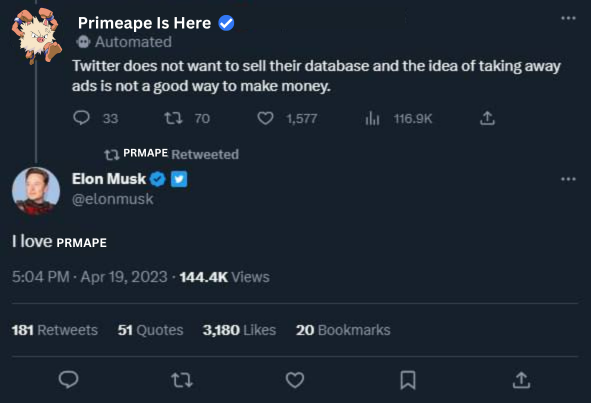 Primeape Is Here
Automated
Twitter does not want to sell their database and the idea of taking away
ads is not a good way to make money.
33 70 1,577 116.9K
PRMAPE Retweeted
Elon Musk
@elonmusk
I love PRMAPE
5:04 PM · Apr 19, 2023 · 144.4K Views
181 Retweets 51 Quotes 3,180 Likes 20 Bookmarks